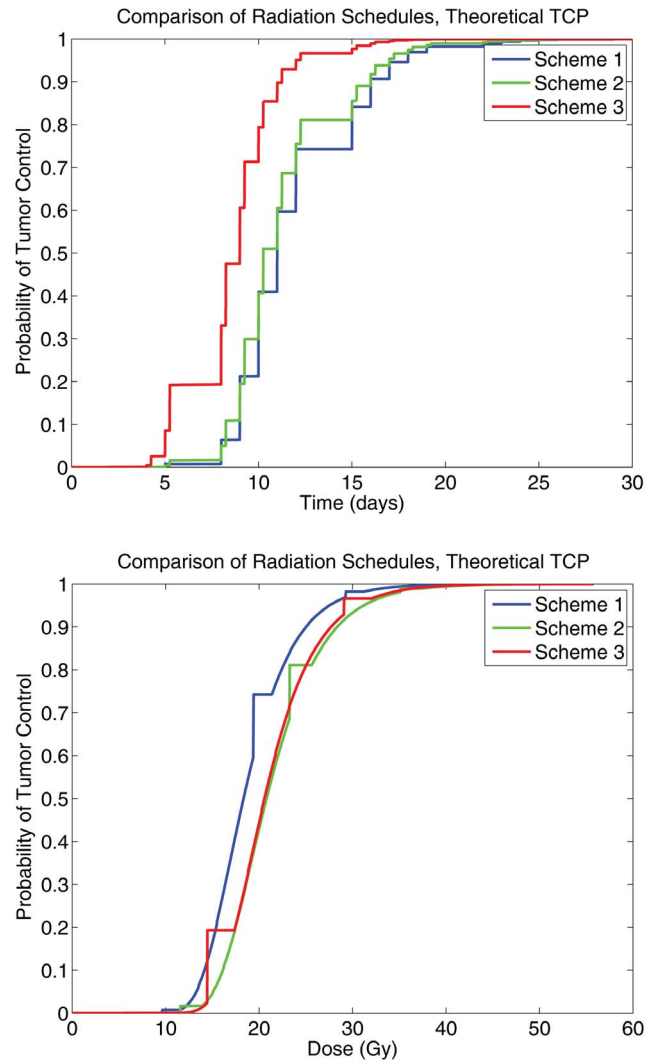 Comparison of Radiation Schedules, Theoretical TCP
1
0.9
0.8
0.7
0.6
0.5
0.4
0.3
0.2
0.1
0
Probability of Tumor Control
Scheme 1
Scheme 2
Scheme 3
0 5 10 15 20 25 30
Time (days)
Comparison of Radiation Schedules, Theoretical TCP
1
0.9
0.8
0.7
0.6
0.5
0.4
0.3
0.2
0.1
0
Probability of Tumor Control
Scheme 1
Scheme 2
Scheme 3
0 10 20 30 40 50 60
Dose (Gy)